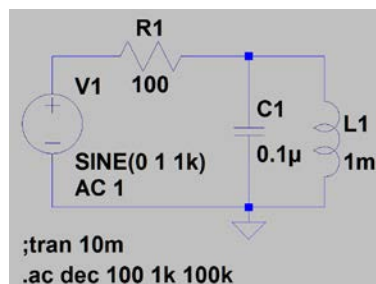 R1
V1
100
C1
L1
0.1µ
1m
SINE(0 1 1k)
AC 1
;tran 10m
.ac dec 100 1k 100k